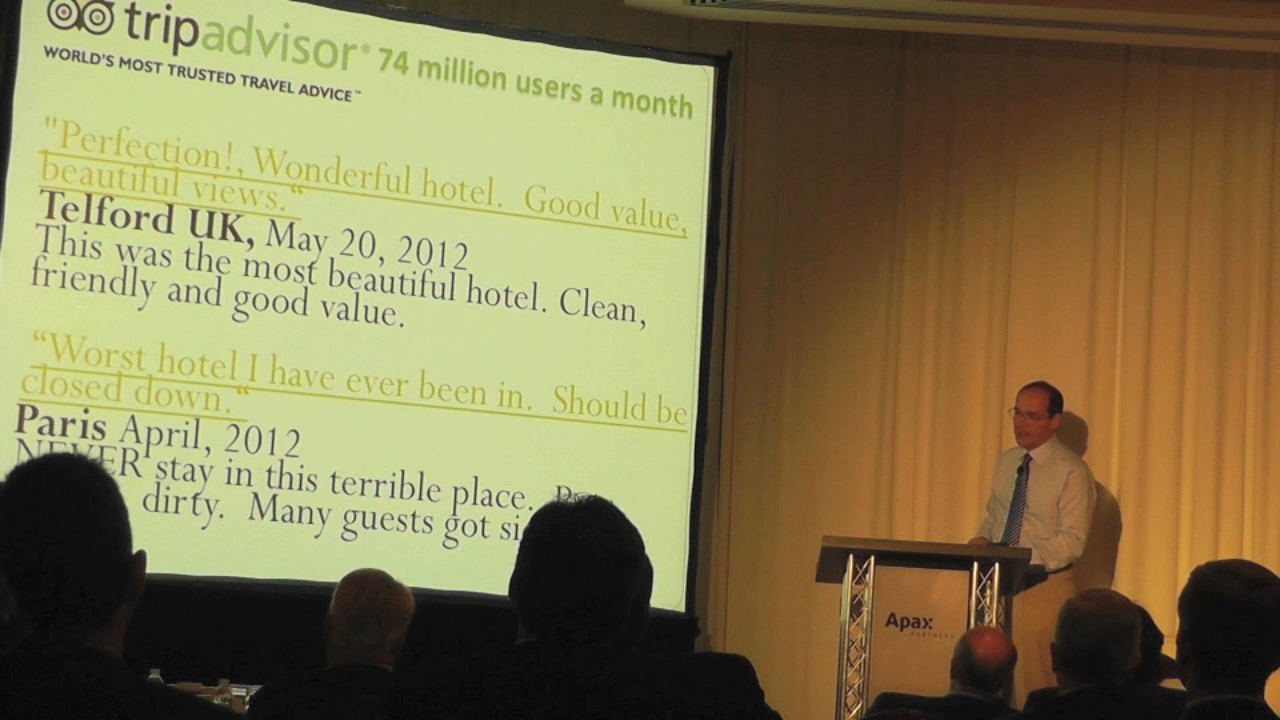 tripadvisor® 74 million users a month
WORLD'S MOST TRUSTED TRAVEL ADVICE™
"Perfection!, Wonderful hotel. Good value,
beautiful views.“
Telford UK, May 20, 2012
This was the most beautiful hotel. Clean,
friendly and good value.
“Worst hotel I have ever been in. Should be
closed down.“
Paris April, 2012
NEVER stay in this terrible place.
dirty. Many guests got
Apax
PARTNERS